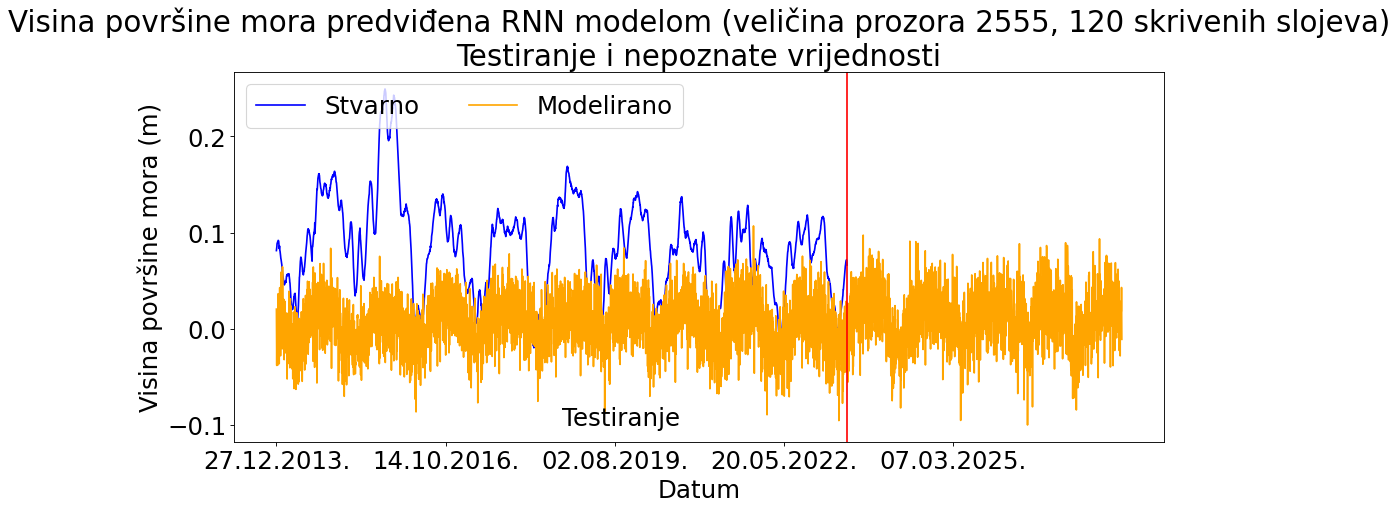 Visina površine mora predviđena RNN modelom (veličina prozora 2555, 120 skrivenih slojeva)
Testiranje i nepoznate vrijednosti
Stvarno
Modelirano
Visina površine mora (m)
0.2
0.1
0.0
−0.1
Testiranje
27.12.2013.
14.10.2016.
02.08.2019.
20.05.2022.
07.03.2025.
Datum